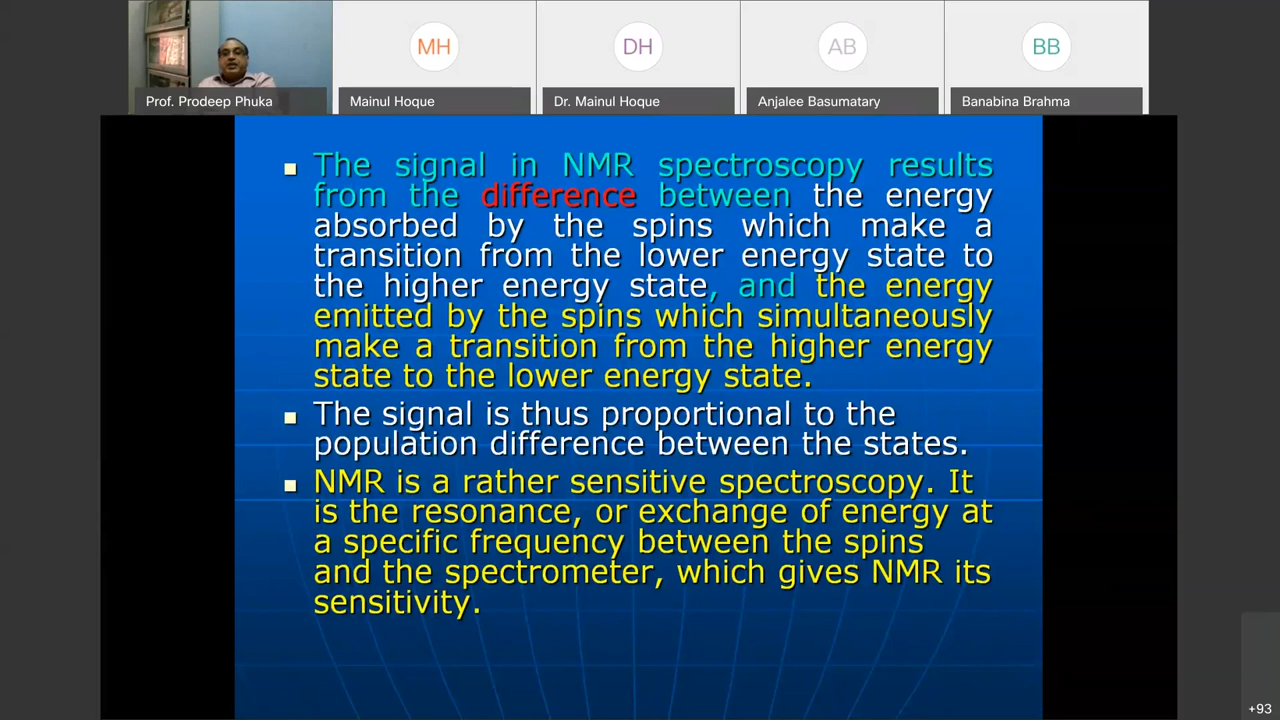 MH
DH
AB
BB
Prof. Prodeep Phuka
Mainul Hoque
Dr. Mainul Hoque
Anjalee Basumatary
Banabina Brahma
The signal in NMR spectroscopy results
from the difference between the energy
absorbed by the spins which make a
transition from the lower energy state to
the higher energy state, and the energy
emitted by the spins which simultaneously
make a transition from the higher energy
state to the lower energy state.
The signal is thus proportional to the
population difference between the states.
NMR is a rather sensitive spectroscopy. It
is the resonance, or exchange of energy at
a specific frequency between the spins
and the spectrometer, which gives NMR its
sensitivity.
+93